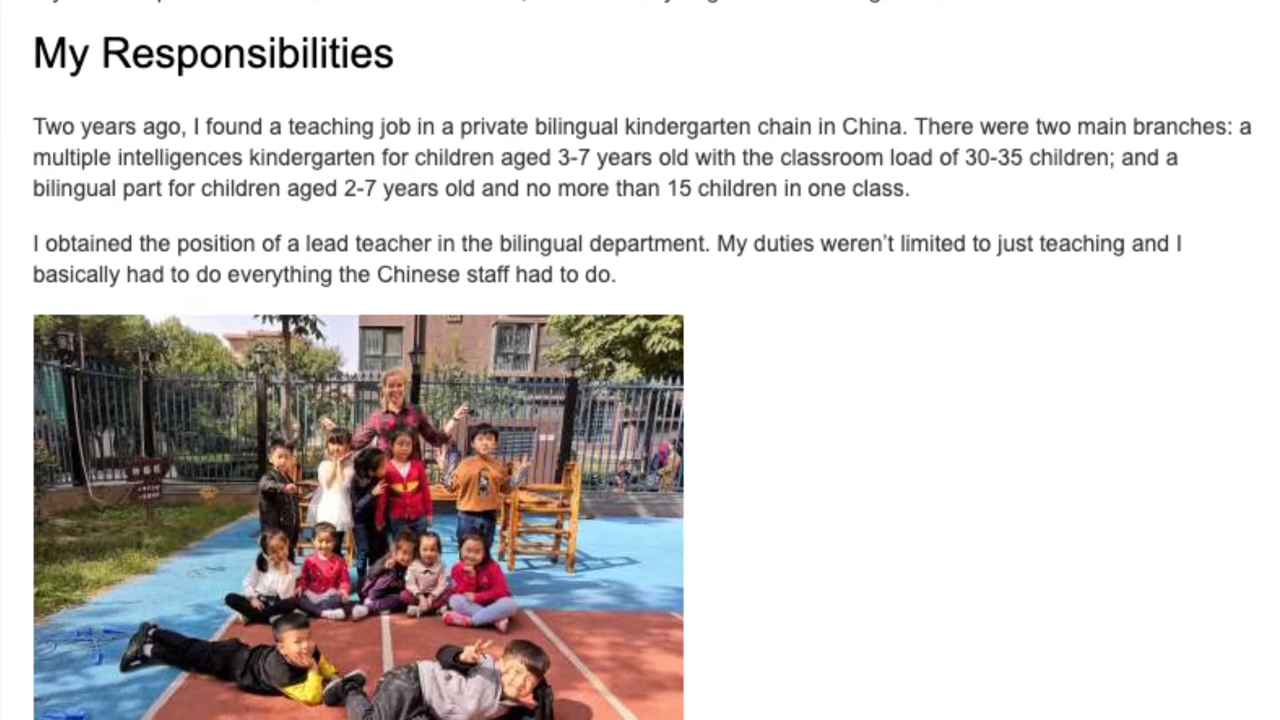 My Responsibilities
Two years ago, I found a teaching job in a private bilingual kindergarten chain in China. There were two main branches: a
multiple intelligences kindergarten for children aged 3-7 years old with the classroom load of 30-35 children; and a
bilingual part for children aged 2-7 years old and no more than 15 children in one class.
I obtained the position of a lead teacher in the bilingual department. My duties weren’t limited to just teaching and I
basically had to do everything the Chinese staff had to do.